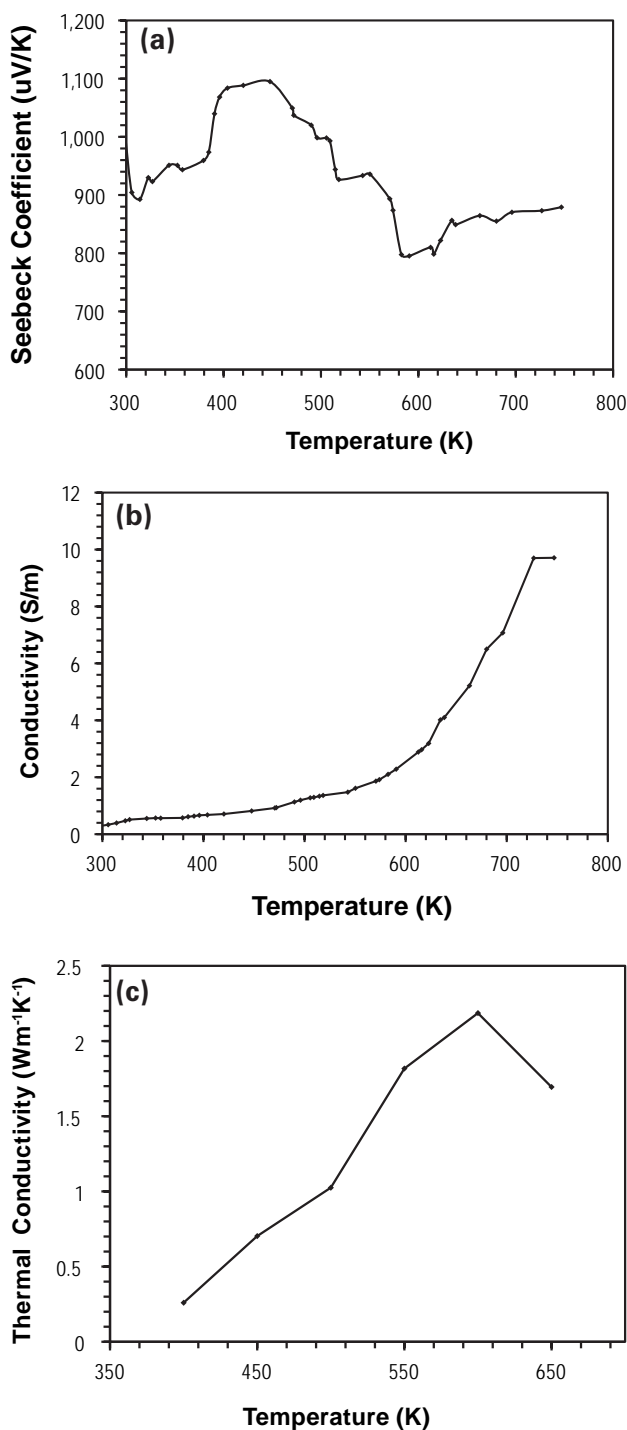 (a)
Seebeck Coefficient (uV/K)
1,200
1,100
1,000
900
800
700
600
300 400 500 600 700 800
Temperature (K)
(b)
Conductivity (S/m)
12
10
8
6
4
2
0
300 400 500 600 700 800
Temperature (K)
(c)
Thermal Conductivity (Wm⁻¹K⁻¹)
2.5
2
1.5
1
0.5
0
350 450 550 650
Temperature (K)